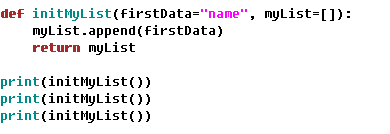 def initMyList(firstData="name", myList=[]):
    myList.append(firstData)
    return myList

print(initMyList())
print(initMyList())
print(initMyList())